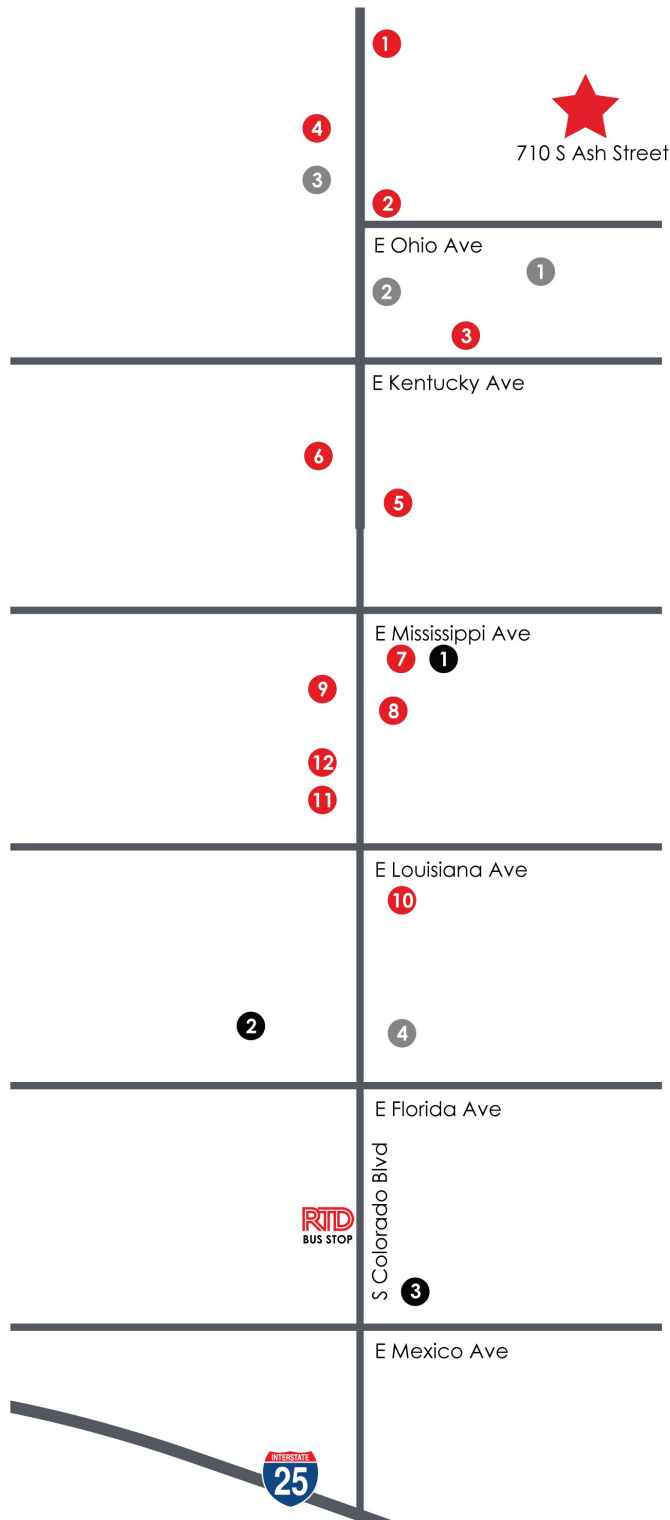 1
4
710 S Ash Street
3
2
E Ohio Ave
1
2
3
E Kentucky Ave
6
5
E Mississippi Ave
7 1
9
8
12
11
E Louisiana Ave
10
2
4
E Florida Ave
S Colorado Blvd
RTD
BUS STOP
3
E Mexico Ave
INTERSTATE
25